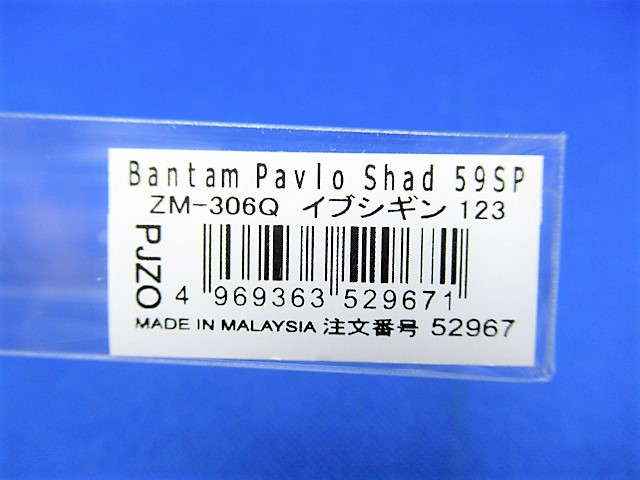 Bantam Pavlo Shad 59SP
ZM-306Q イブシギン 123
PJZO
4 969363 529671
MADE IN MALAYSIA 注文番号 52967